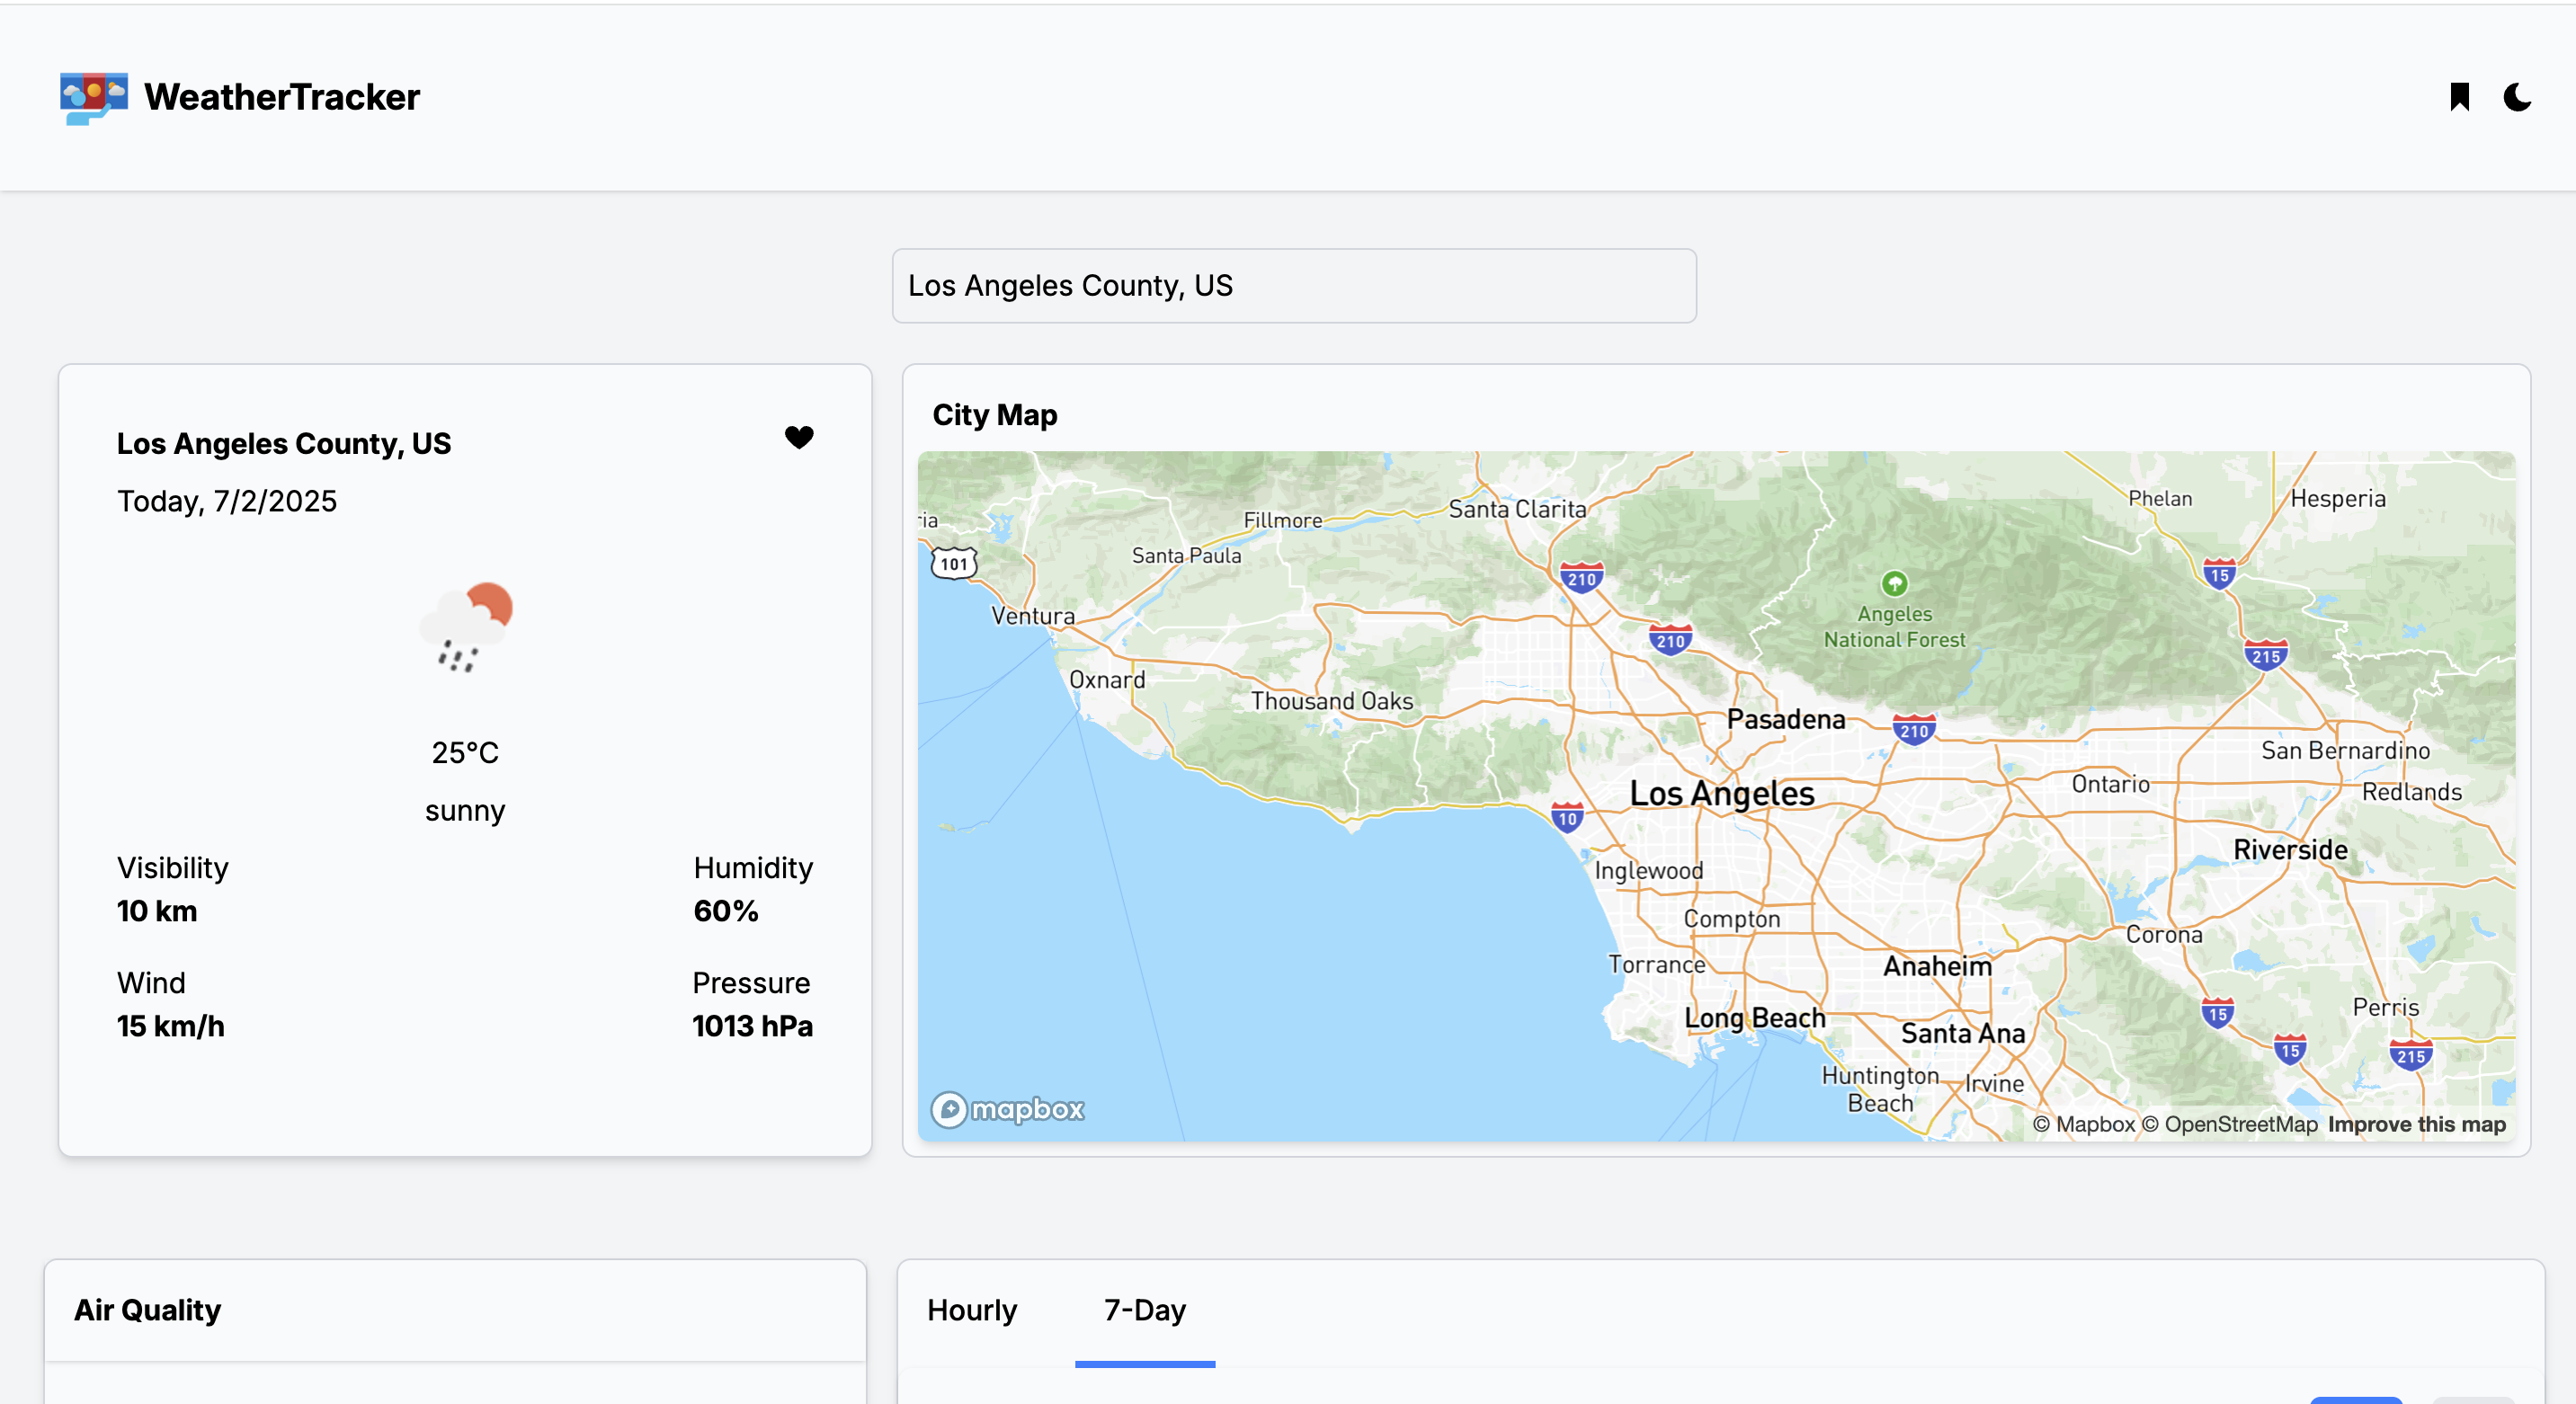 WeatherTracker
Los Angeles County, US
Los Angeles County, US
Today, 7/2/2025
25°C
sunny
Visibility
10 km
Humidity
60%
Wind
15 km/h
Pressure
1013 hPa
City Map
ria
Fillmore
Santa Clarita
Phelan
Hesperia
101
Santa Paula
210
15
Ventura
Angeles
National Forest
210
215
Oxnard
Thousand Oaks
Pasadena
210
San Bernardino
Los Angeles
Ontario
Redlands
10
Riverside
Inglewood
Compton
Corona
Torrance
Anaheim
Long Beach
15
Perris
Santa Ana
15
215
Huntington
Beach
Irvine
mapbox
© Mapbox © OpenStreetMap Improve this map
Air Quality
Hourly 7-Day